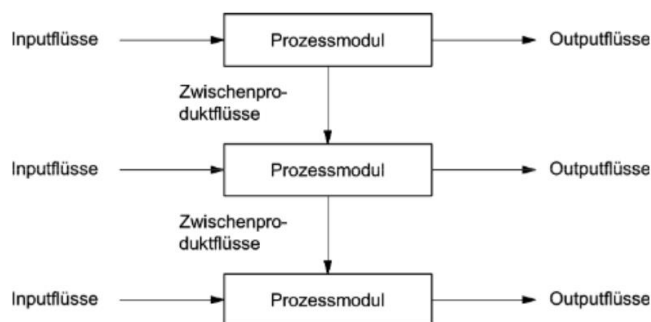 Inputflüsse Prozessmodul Outputflüsse
Zwischenpro-
duktflüsse
Inputflüsse Prozessmodul Outputflüsse
Zwischenpro-
duktflüsse
Inputflüsse Prozessmodul Outputflüsse